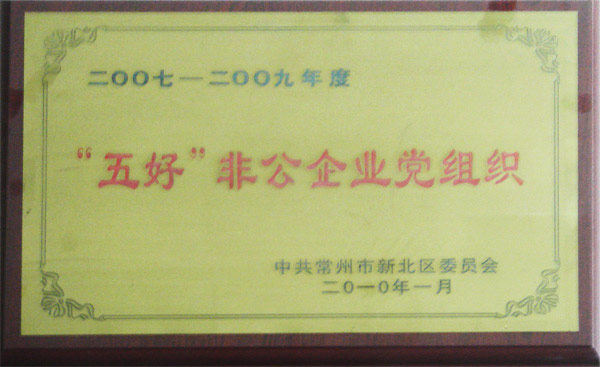 二〇〇七—二〇〇九年度
“五好”非公企业党组织
中共常州市新北区委员会
二〇一〇年一月